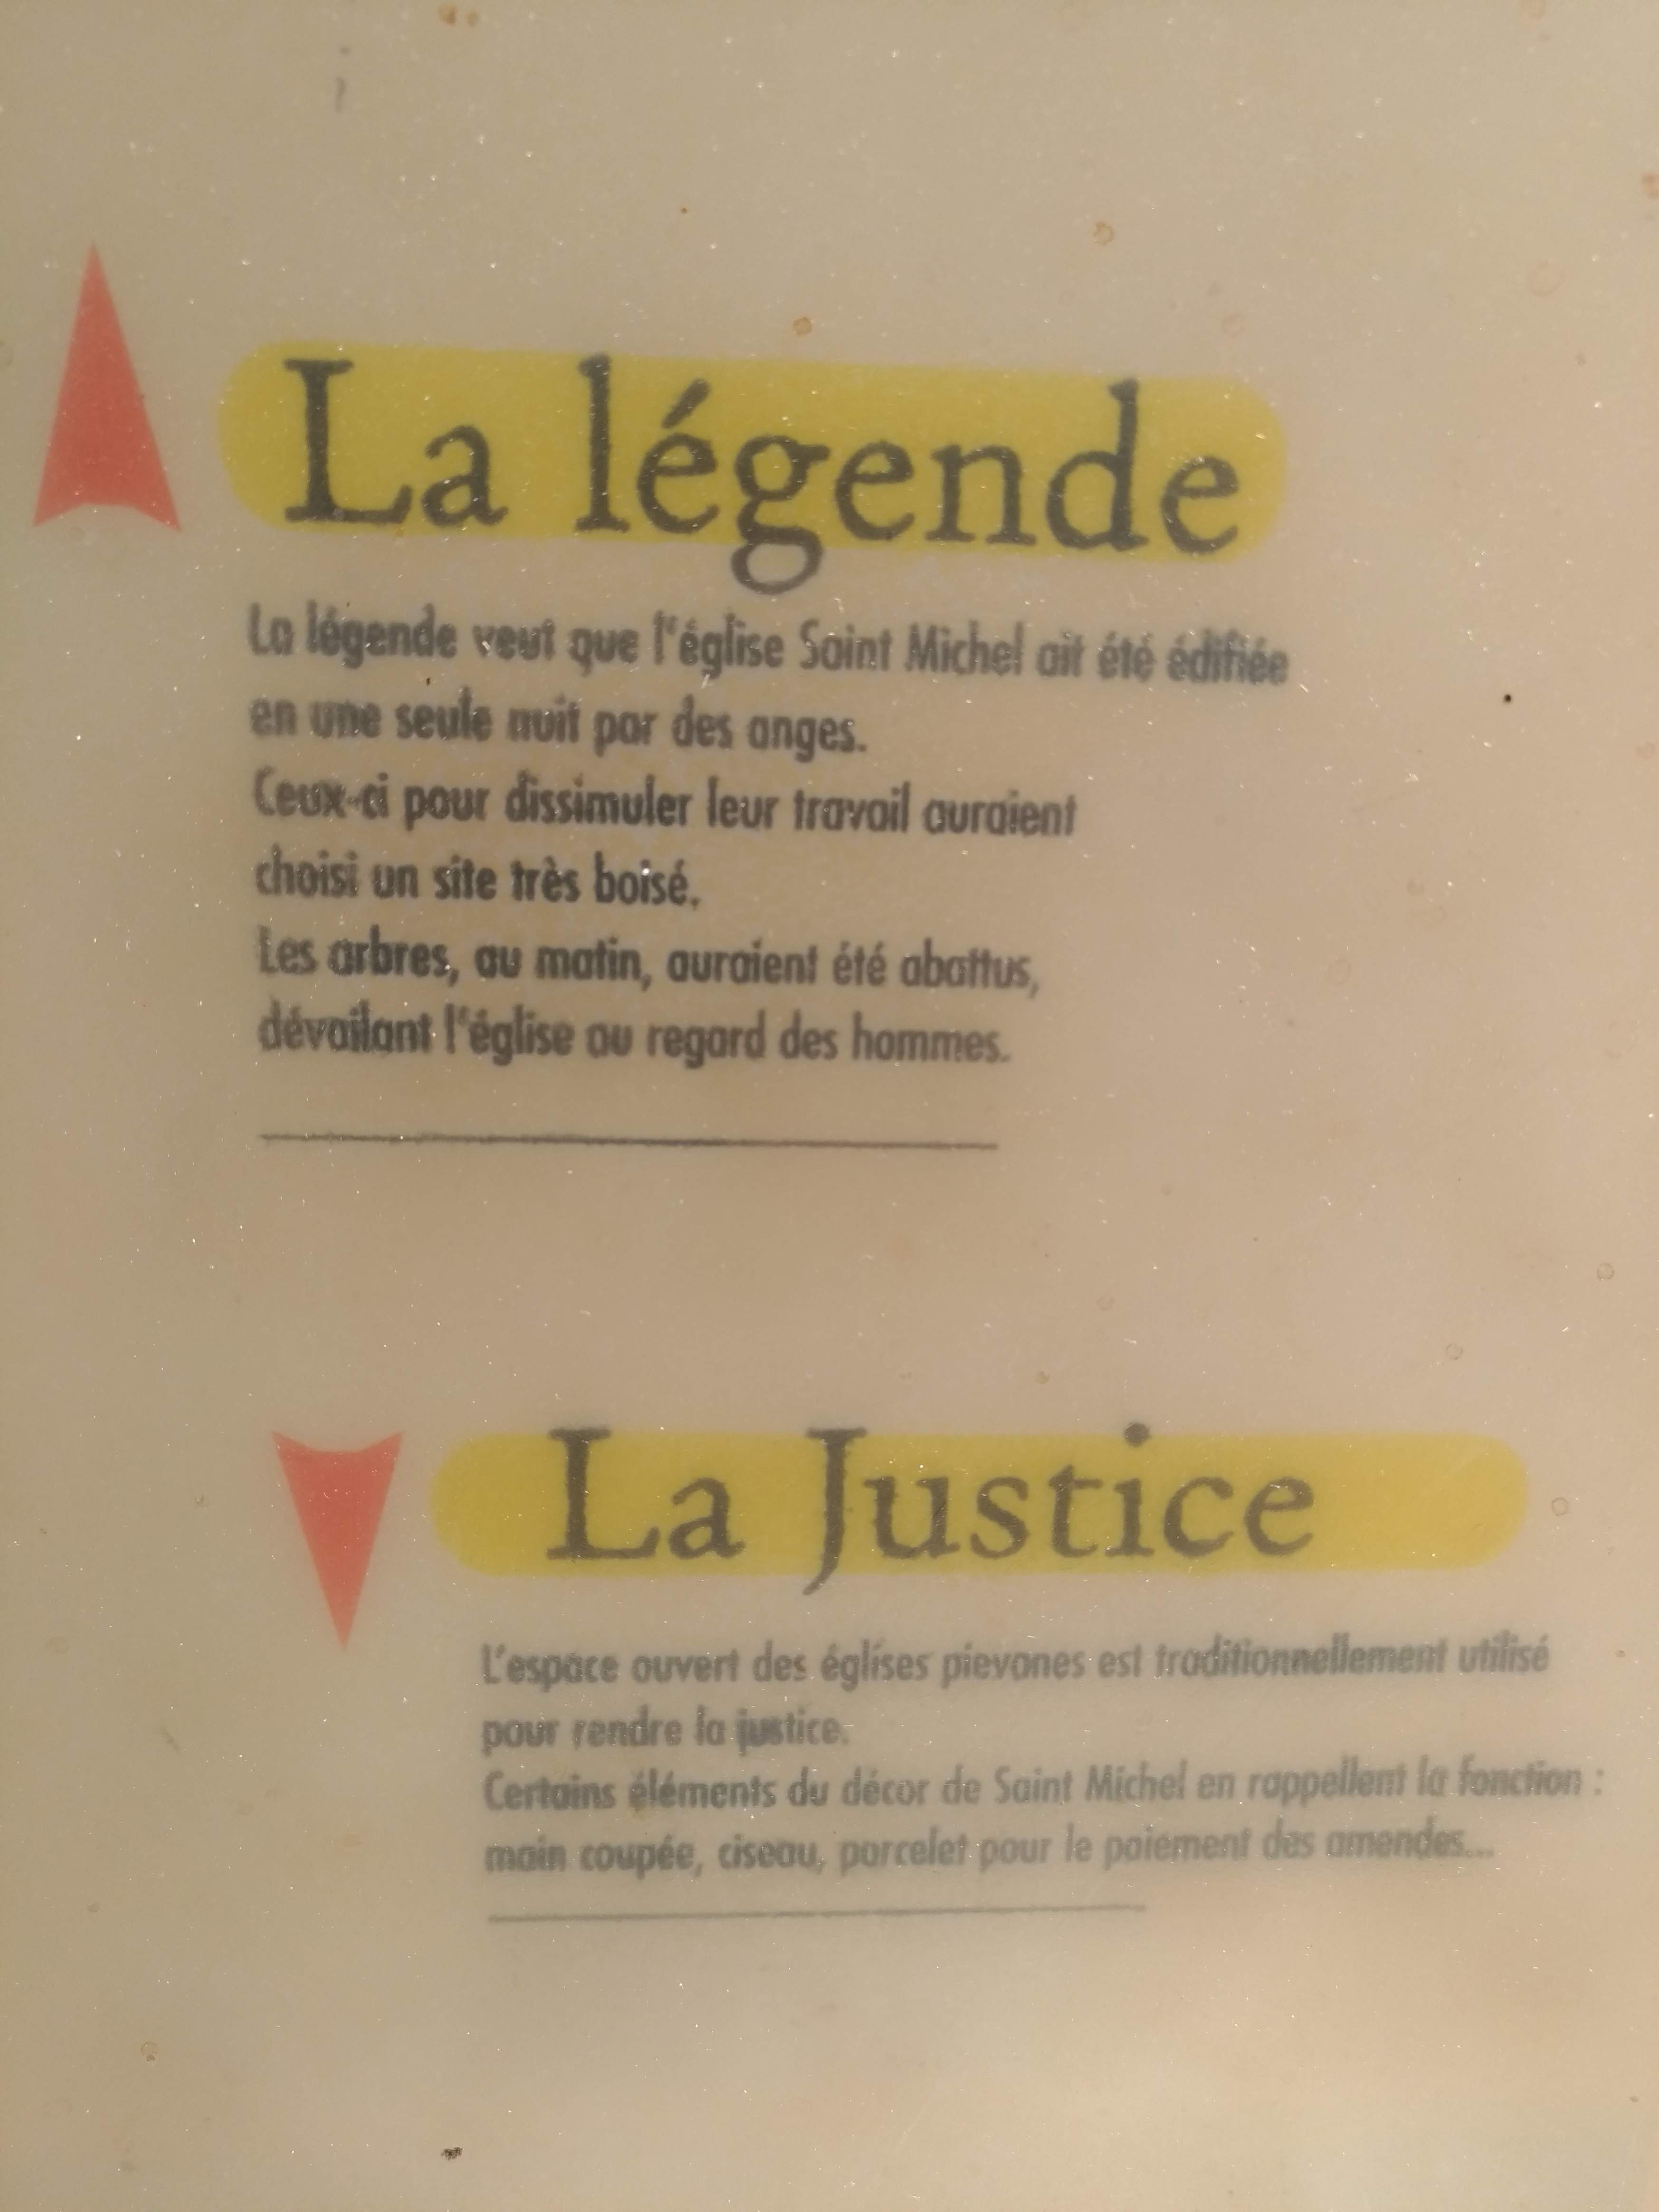 La légende
La légende veut que l'église Saint Michel ait été édifiée
en une seule nuit par des anges.
Ceux-ci pour dissimuler leur travail auraient
choisi un site très boisé.
Les arbres, au matin, auraient été abattus,
dévoilant l'église au regard des hommes.
La Justice
L'espace ouvert des églises pievanes est traditionnellement utilisé
pour rendre la justice.
Certains éléments du décor de Saint Michel en rappellent la fonction :
main coupée, ciseau, porcelet pour le paiement des amendes...